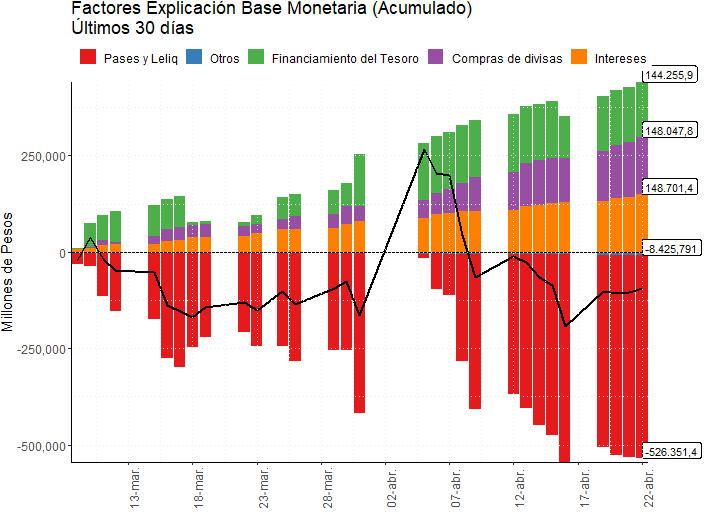 Factores Explicación Base Monetaria (Acumulado)
Últimos 30 días
Pases y Leliq Otros Financiamiento del Tesoro Compras de divisas Intereses
144.255,9
148.047,8
148.701,4
-8.425,791
-526.351,4
Millones de Pesos
250,000
0
-250,000
-500,000
13-mar.
18-mar.
23-mar.
28-mar.
02-abr.
07-abr.
12-abr.
17-abr.
22-abr.